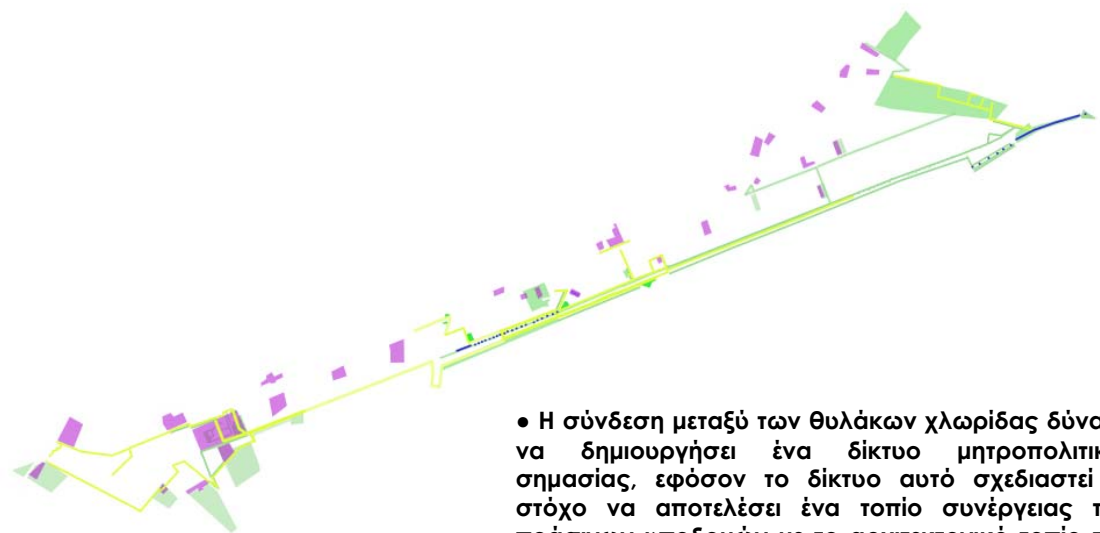 ● Η σύνδεση μεταξύ των θυλάκων χλωρίδας δύνα
να δημιουργήσει ένα δίκτυο μητροπολιτικ
σημασίας, εφόσον το δίκτυο αυτό σχεδιαστεί
στόχο να αποτελέσει ένα τοπίο συνέργειας